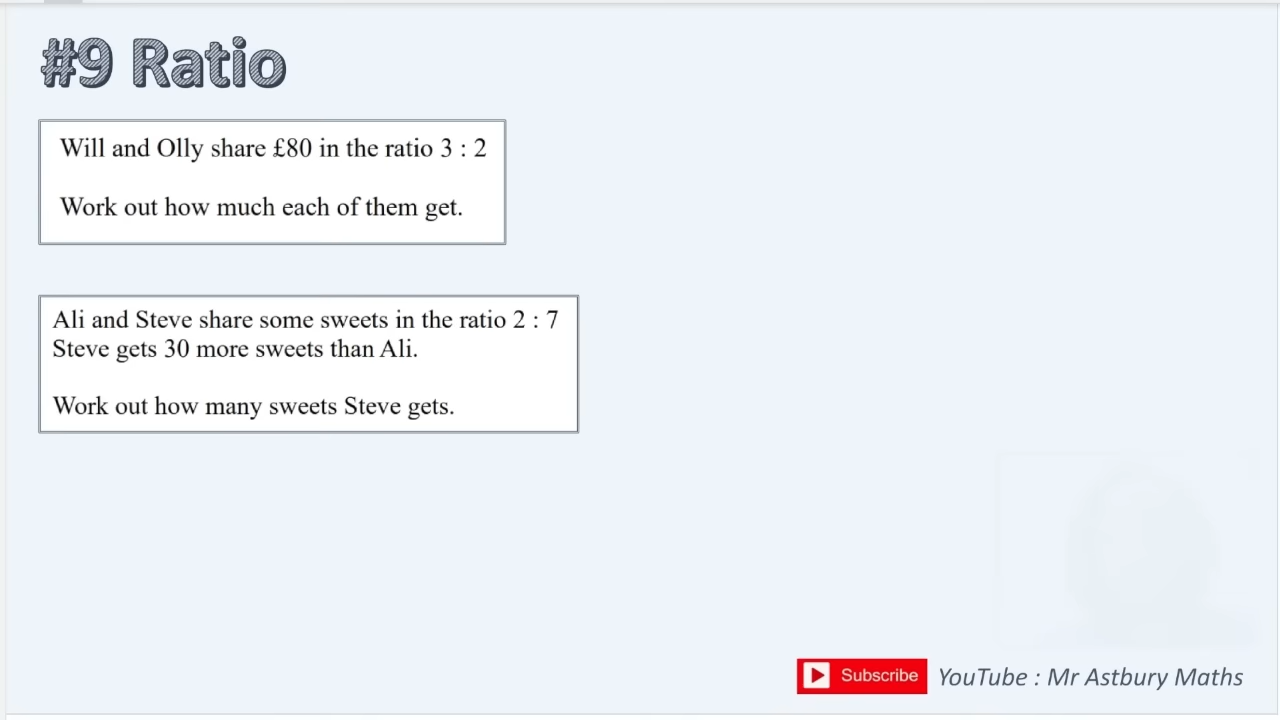 #9 Ratio
Will and Olly share £80 in the ratio 3 : 2
Work out how much each of them get.
Ali and Steve share some sweets in the ratio 2 : 7
Steve gets 30 more sweets than Ali.
Work out how many sweets Steve gets.
Subscribe YouTube : Mr Astbury Maths